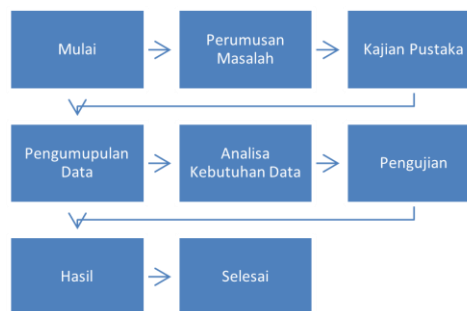 Mulai
Perumusan
Masalah
Kajian Pustaka
Pengumupulan
Data
Analisa
Kebutuhan Data
Pengujian
Hasil
Selesai